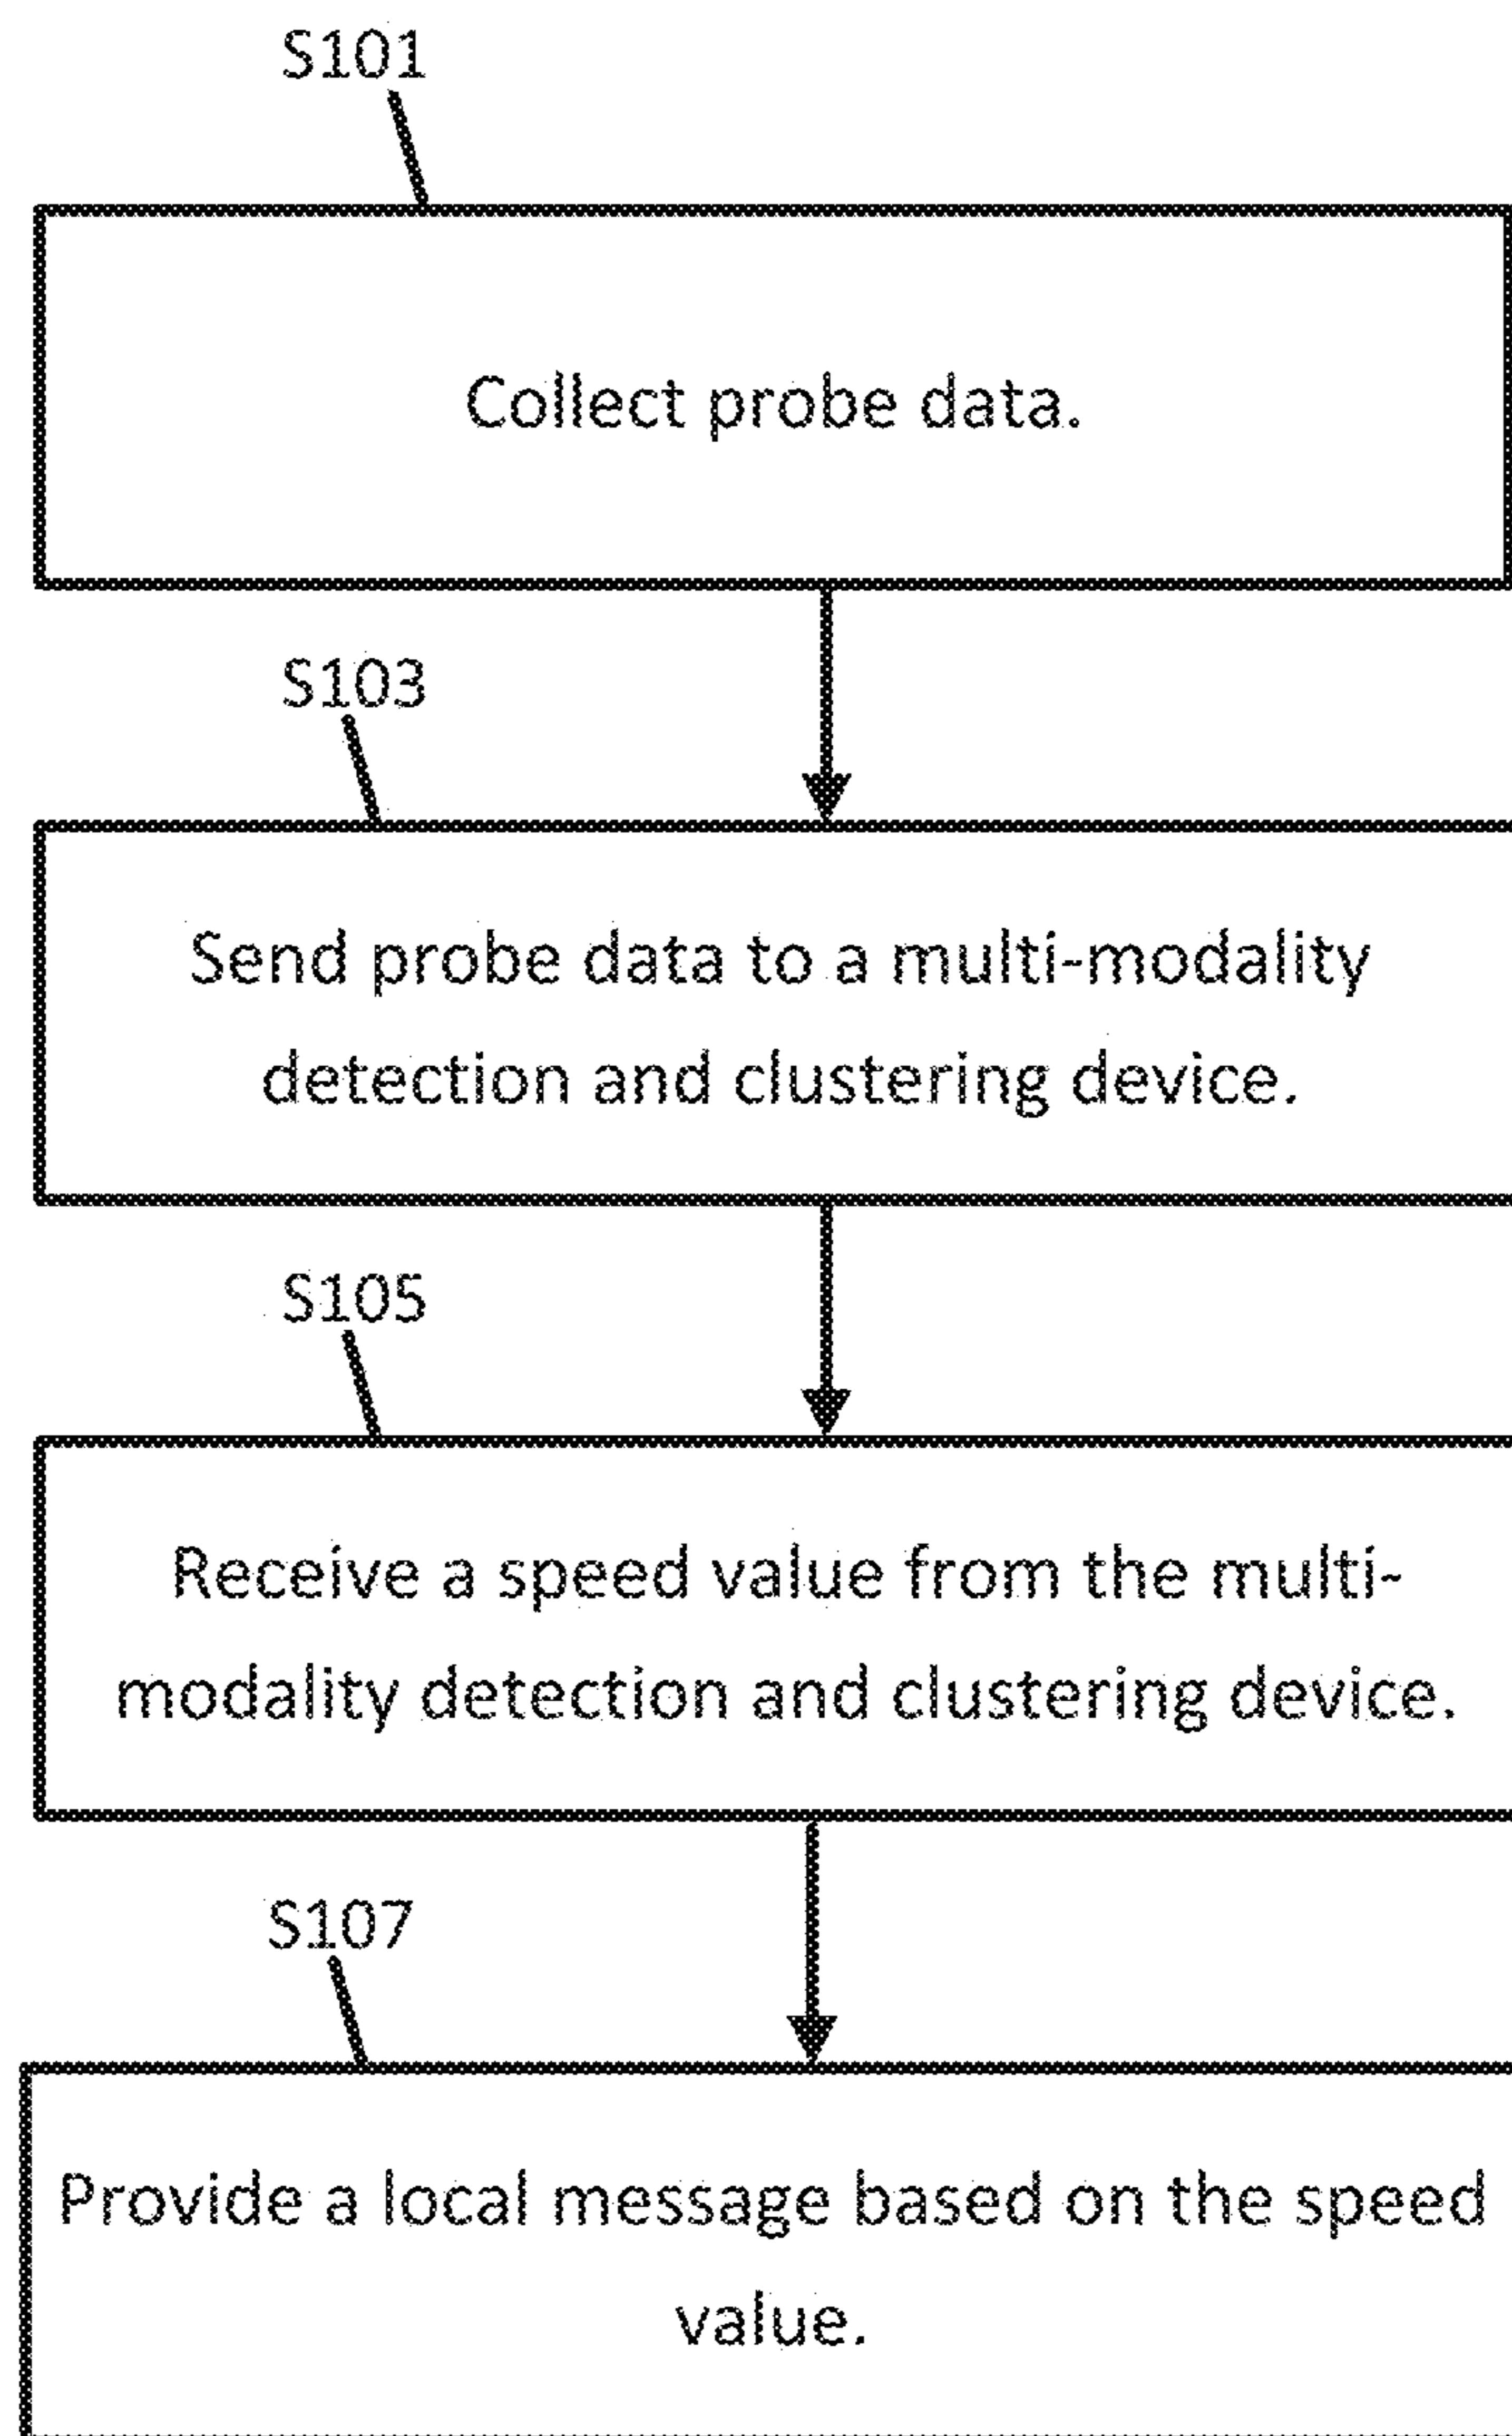 S101
Collect probe data.
S103
Send probe data to a multi-modality
detection and clustering device.
S105
Receive a speed value from the multi-
modality detection and clustering device.
S107
Provide a local message based on the speed
value.